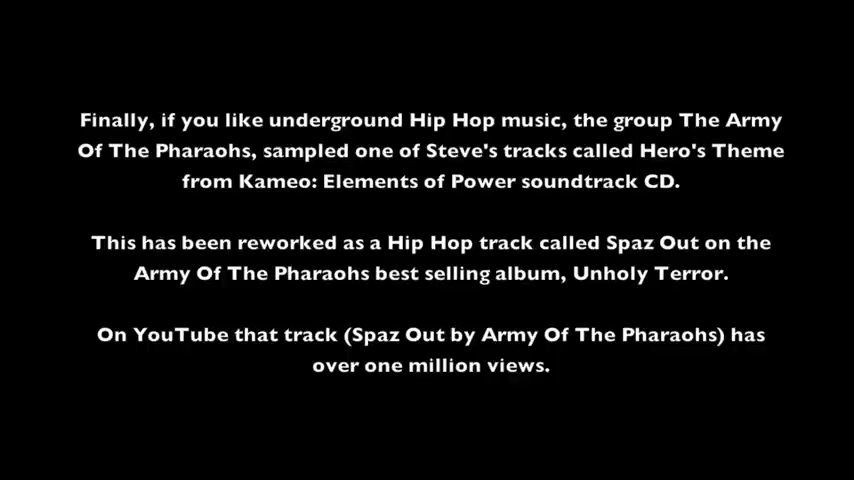 Finally, if you like underground Hip Hop music, the group The Army
Of The Pharaohs, sampled one of Steve's tracks called Hero's Theme
from Kameo: Elements of Power soundtrack CD.
This has been reworked as a Hip Hop track called Spaz Out on the
Army Of The Pharaohs best selling album, Unholy Terror.
On YouTube that track (Spaz Out by Army Of The Pharaohs) has
over one million views.